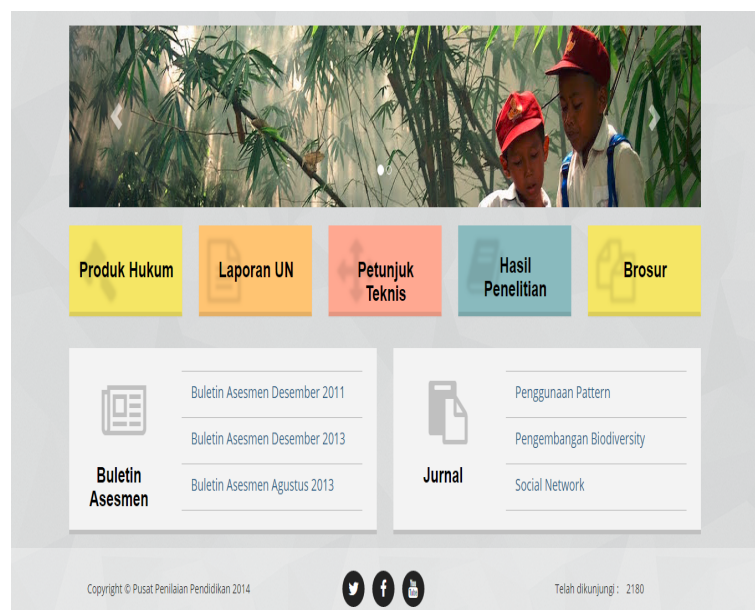 Produk Hukum
Laporan UN
Petunjuk
Teknis
Hasil
Penelitian
Brosur
Buletin
Asesmen
Buletin Asesmen Desember 2011
Buletin Asesmen Desember 2013
Buletin Asesmen Agustus 2013
Jurnal
Penggunaan Pattern
Pengembangan Biodiversity
Social Network
Copyright © Pusat Penilaian Pendidikan 2014
Telah dikunjungi : 2180